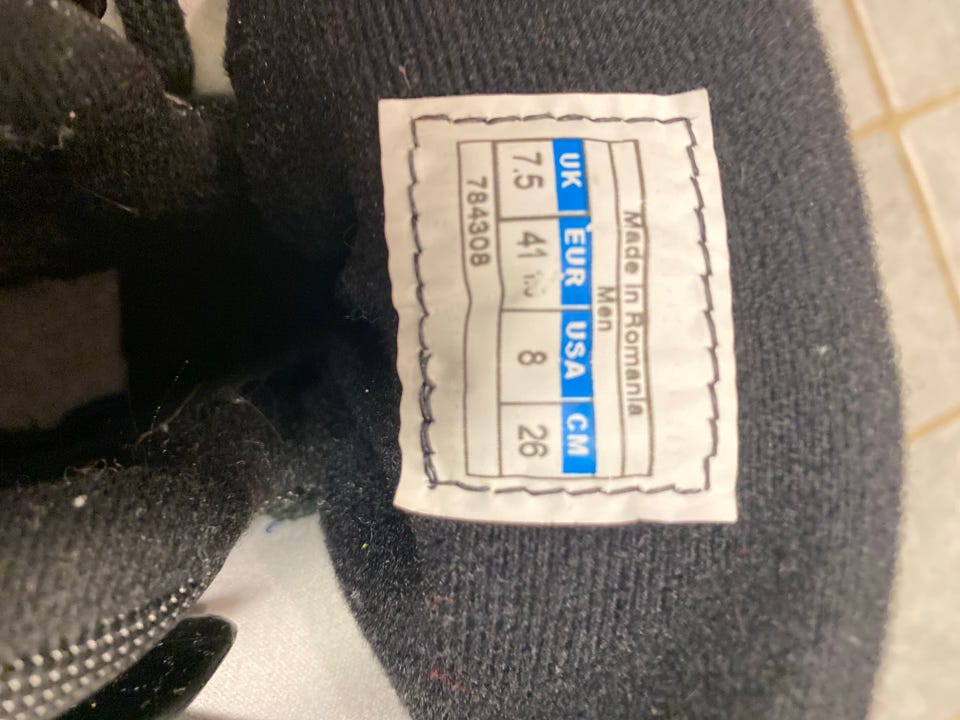 Made in Romania
Men
UK EUR USA CM
7.5 41 8 26
784308